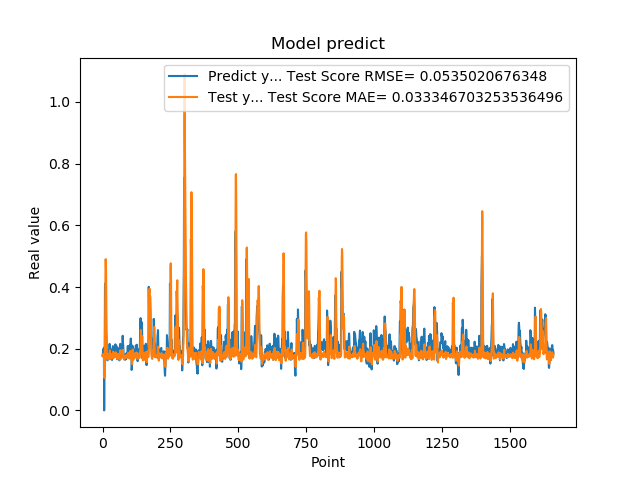 Model predict
Predict y... Test Score RMSE= 0.0535020676348
Test y... Test Score MAE= 0.033346703253536496
1.0
0.8
0.6
0.4
0.2
0.0
Real value
0 250 500 750 1000 1250 1500
Point